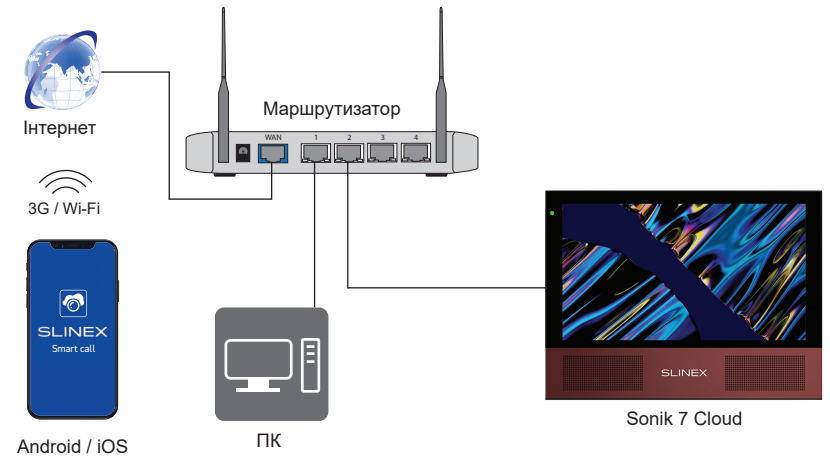 Маршрутизатор
WAN 1 2 3 4
Інтернет
3G / Wi-Fi
SLINEX
Smart call
Android / iOS
ПК
SLINEX
Sonik 7 Cloud